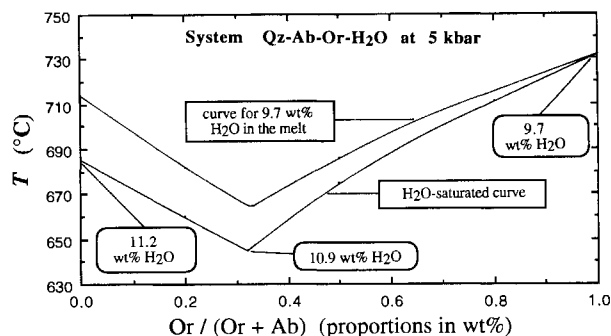 System Qz-Ab-Or-H2O at 5 kbar
750
730
710
690
670
650
630
T (°C)
curve for 9.7 wt%
H2O in the melt
9.7
wt% H2O
H2O-saturated curve
11.2
wt% H2O
10.9 wt% H2O
0.0
0.2
0.4
0.6
0.8
1.0
Or / (Or + Ab) (proportions in wt%)